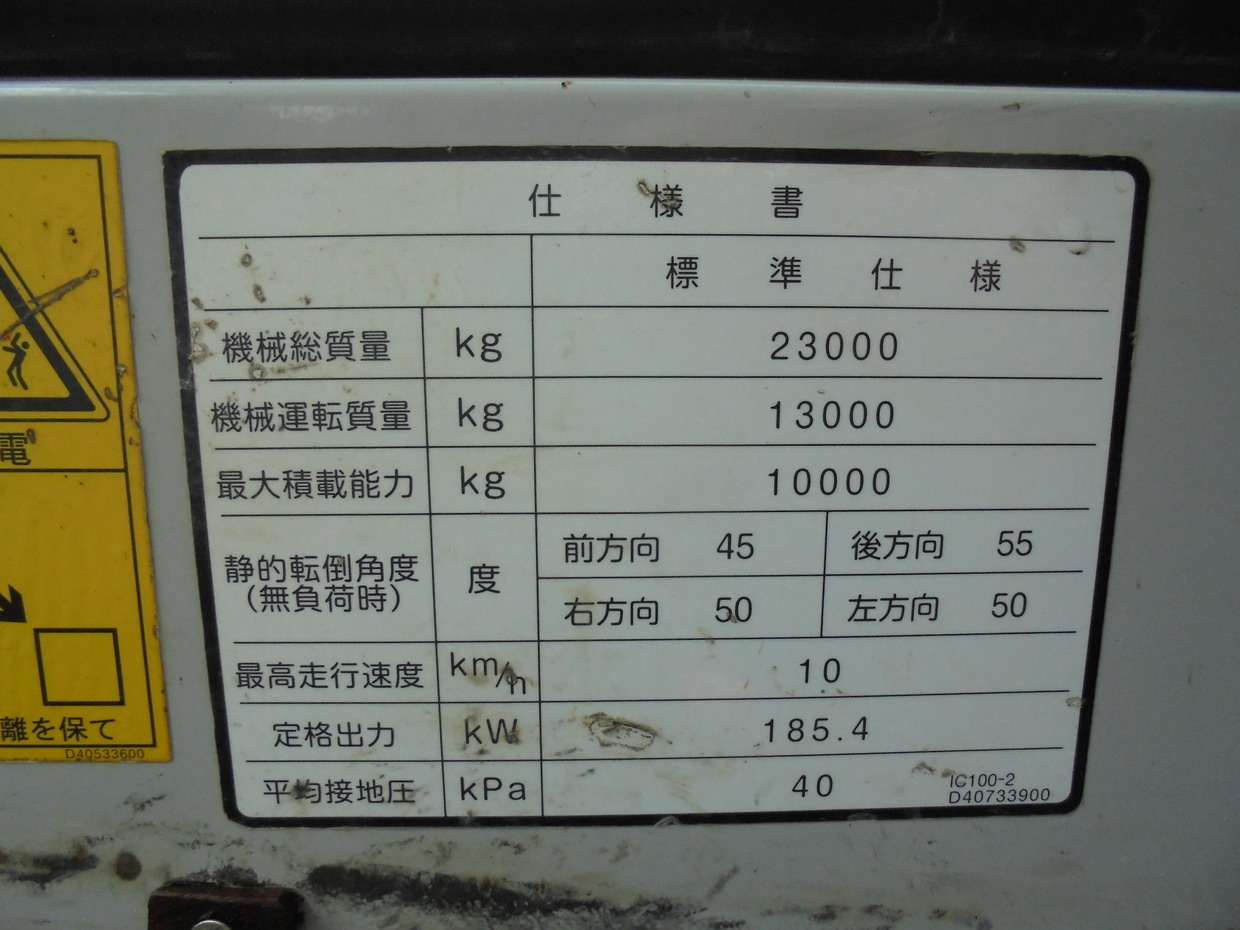 仕様書
標準仕様
機械総質量 kg 23000
機械運転質量 kg 13000
最大積載能力 kg 10000
静的転倒角度
(無負荷時)
度
前方向 45 後方向 55
右方向 50 左方向 50
最高走行速度 km/h 10
定格出力 kW 185.4
平均接地圧 kPa 40
IC100-2
D40733900
電
離を保て
D40533600